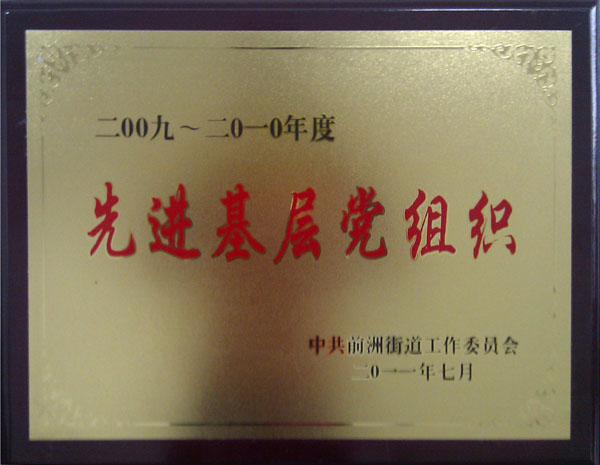 二00九～二0一0年度
先进基层党组织
中共前洲街道工作委员会
二0一一年七月